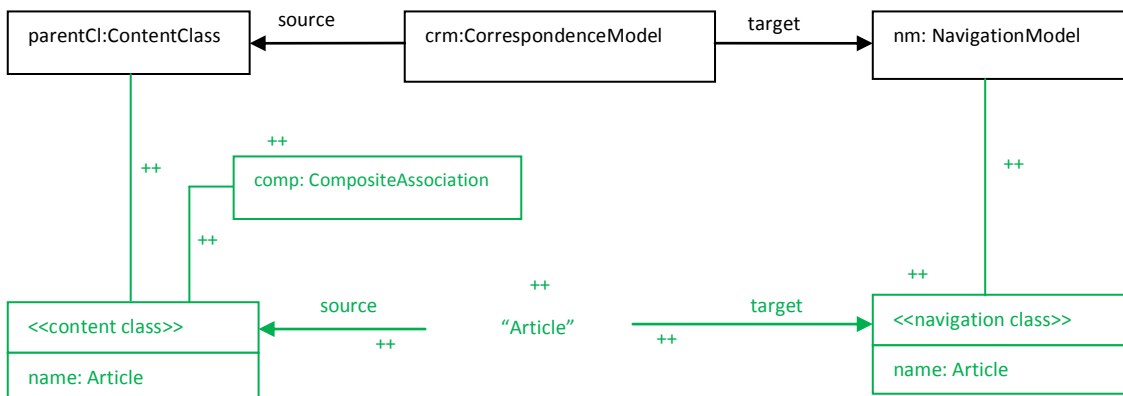 source
target
parentCl:ContentClass
crm:CorrespondenceModel
nm: NavigationModel
++
++
++
comp: CompositeAssociation
++
++
++
source
target
<<content class>>
“Article”
<<navigation class>>
++
++
name: Article
name: Article